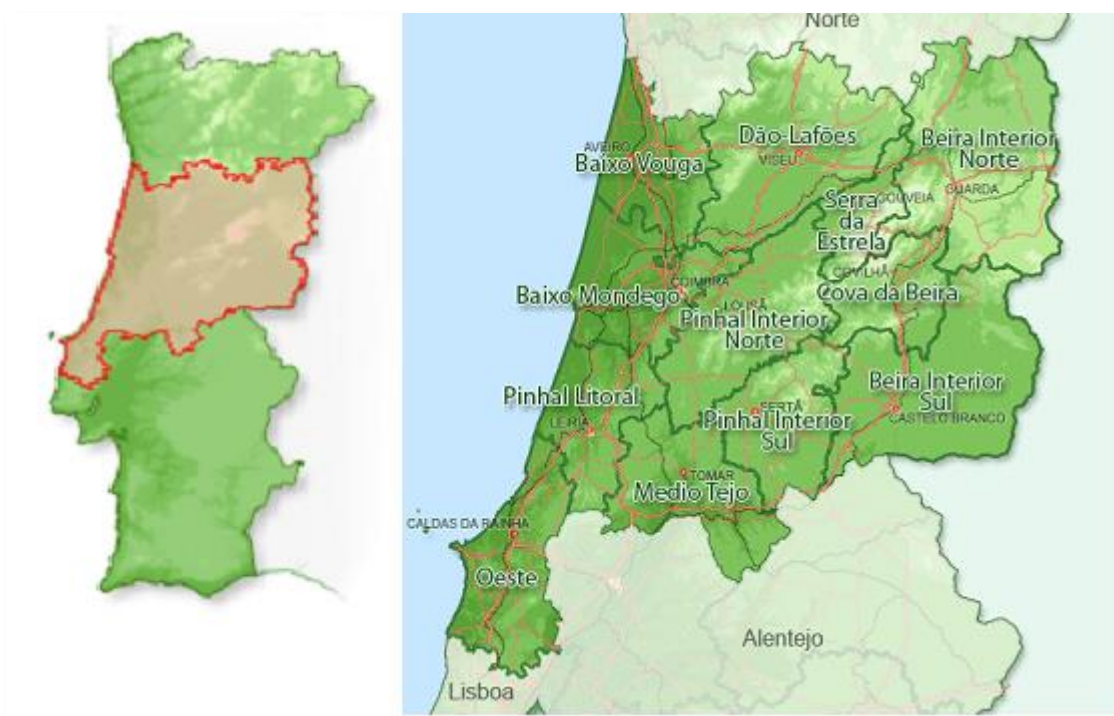 Norte
Dão-Lafões
VISEU
Beira Interior
Norte
AVEIRO
Baixo Vouga
GUARDA
GOUVEIA
Serra
da
Estrela
COVILHÃ
Cova da Beira
COIMBRA
Baixo Mondego
LOUSÃ
Pinhal Interior
Norte
Beira Interior
Sul
CASTELO BRANCO
Pinhal Litoral
LEIRIA
SERTÃ
Pinhal Interior
Sul
TOMAR
Medio Tejo
CALDAS DA RAINHA
Oeste
Alentejo
Lisboa